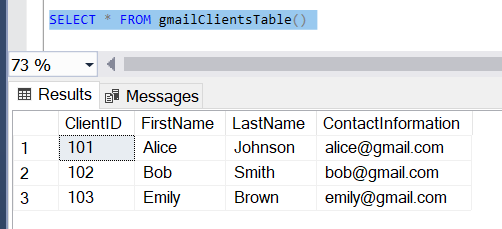 SELECT * FROM gmailClientsTable()
73 %
Results Messages
ClientID FirstName LastName ContactInformation
1 101 Alice Johnson alice@gmail.com
2 102 Bob Smith bob@gmail.com
3 103 Emily Brown emily@gmail.com